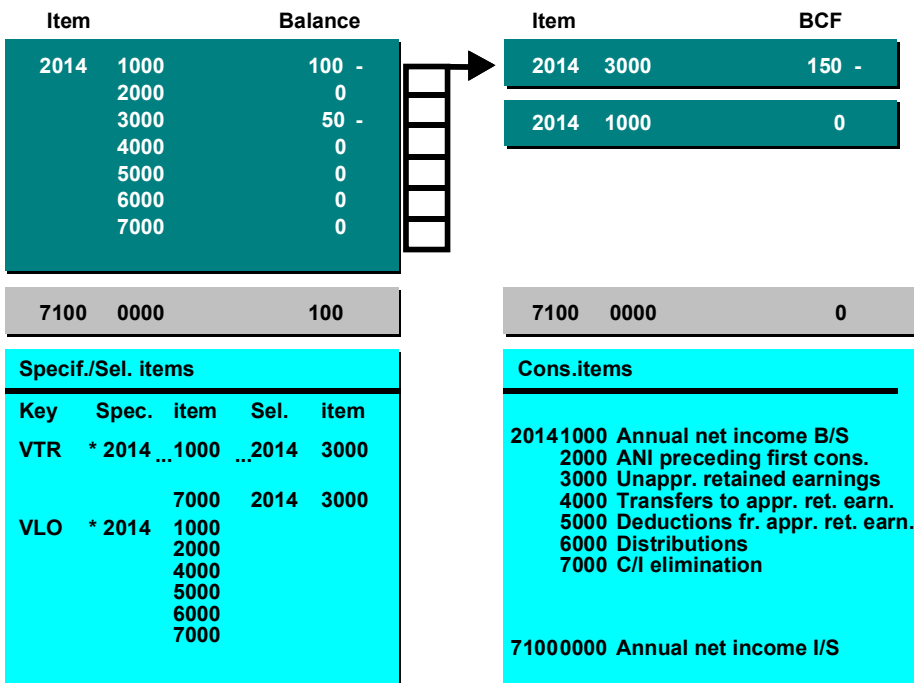 Item Balance
2014 1000 100 -
2000 0
3000 50 -
4000 0
5000 0
6000 0
7000 0
7100 0000 100
Specif./Sel. items
Key Spec. item Sel. item
VTR * 2014 ... 1000 ... 2014 3000
7000 2014 3000
VLO * 2014 1000
2000
4000
5000
6000
7000
Item BCF
2014 3000 150 -
2014 1000 0
7100 0000 0
Cons.items
20141000 Annual net income B/S
2000 ANI preceding first cons.
3000 Unappr. retained earnings
4000 Transfers to appr. ret. earn.
5000 Deductions fr. appr. ret. earn.
6000 Distributions
7000 C/I elimination
71000000 Annual net income I/S